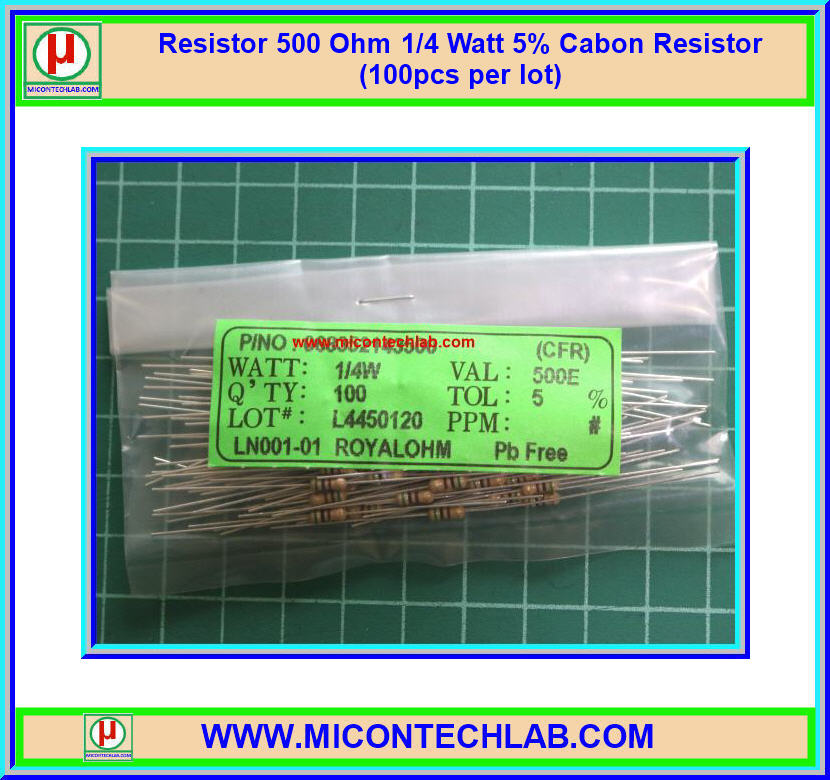 µ
MICONTECHLAB.COM
Resistor 500 Ohm 1/4 Watt 5% Cabon Resistor
(100pcs per lot)
P/NO
www.micontechlab.com
(CFR)
WATT: 1/4W VAL: 500E
Q'TY: 100 TOL: 5 %
LOT#: L4450120 PPM: #
LN001-01 ROYALOHM Pb Free
µ
MICONTECHLAB.COM
WWW.MICONTECHLAB.COM